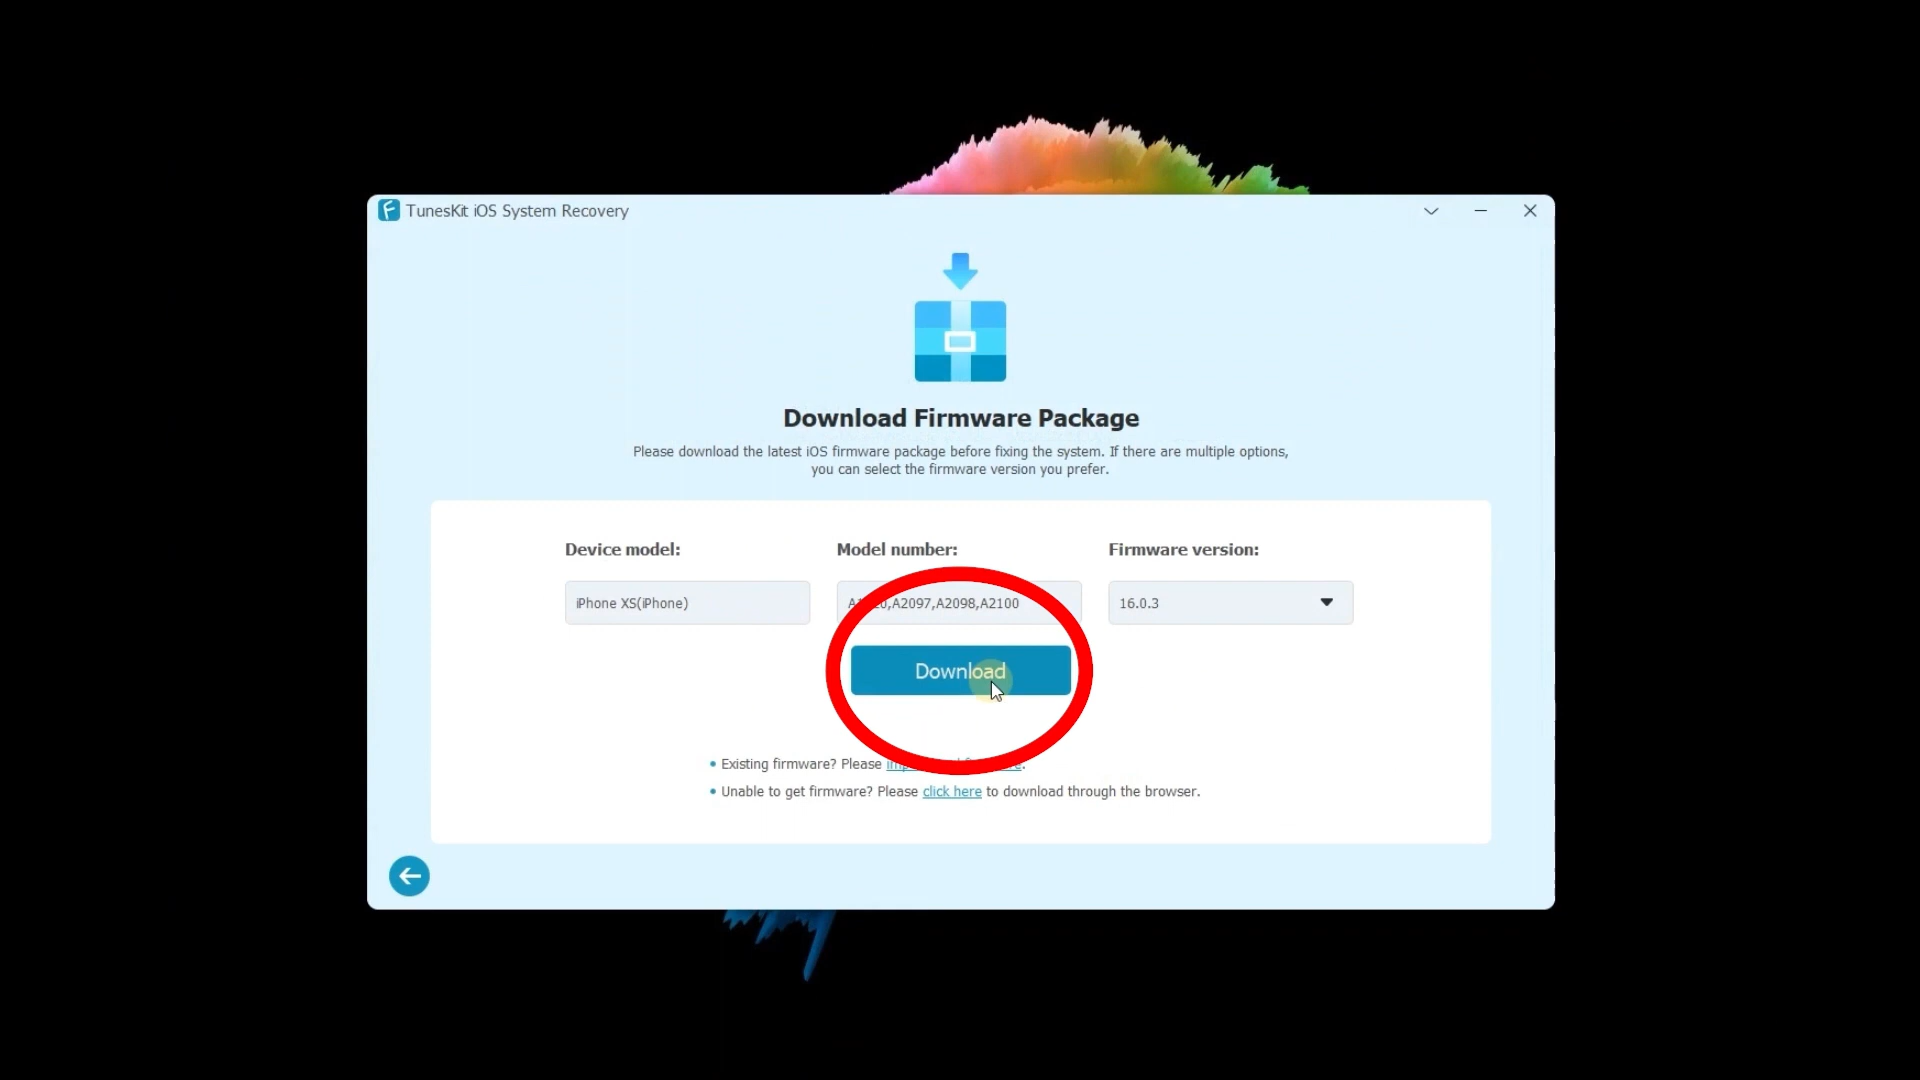 TunesKit iOS System Recovery
Download Firmware Package
Please download the latest iOS firmware package before fixing the system. If there are multiple options,
you can select the firmware version you prefer.
Device model: Model number: Firmware version:
iPhone XS(iPhone) ,A2097,A2098,A2100 16.0.3
Download
• Existing firmware? Please
• Unable to get firmware? Please click here to download through the browser.